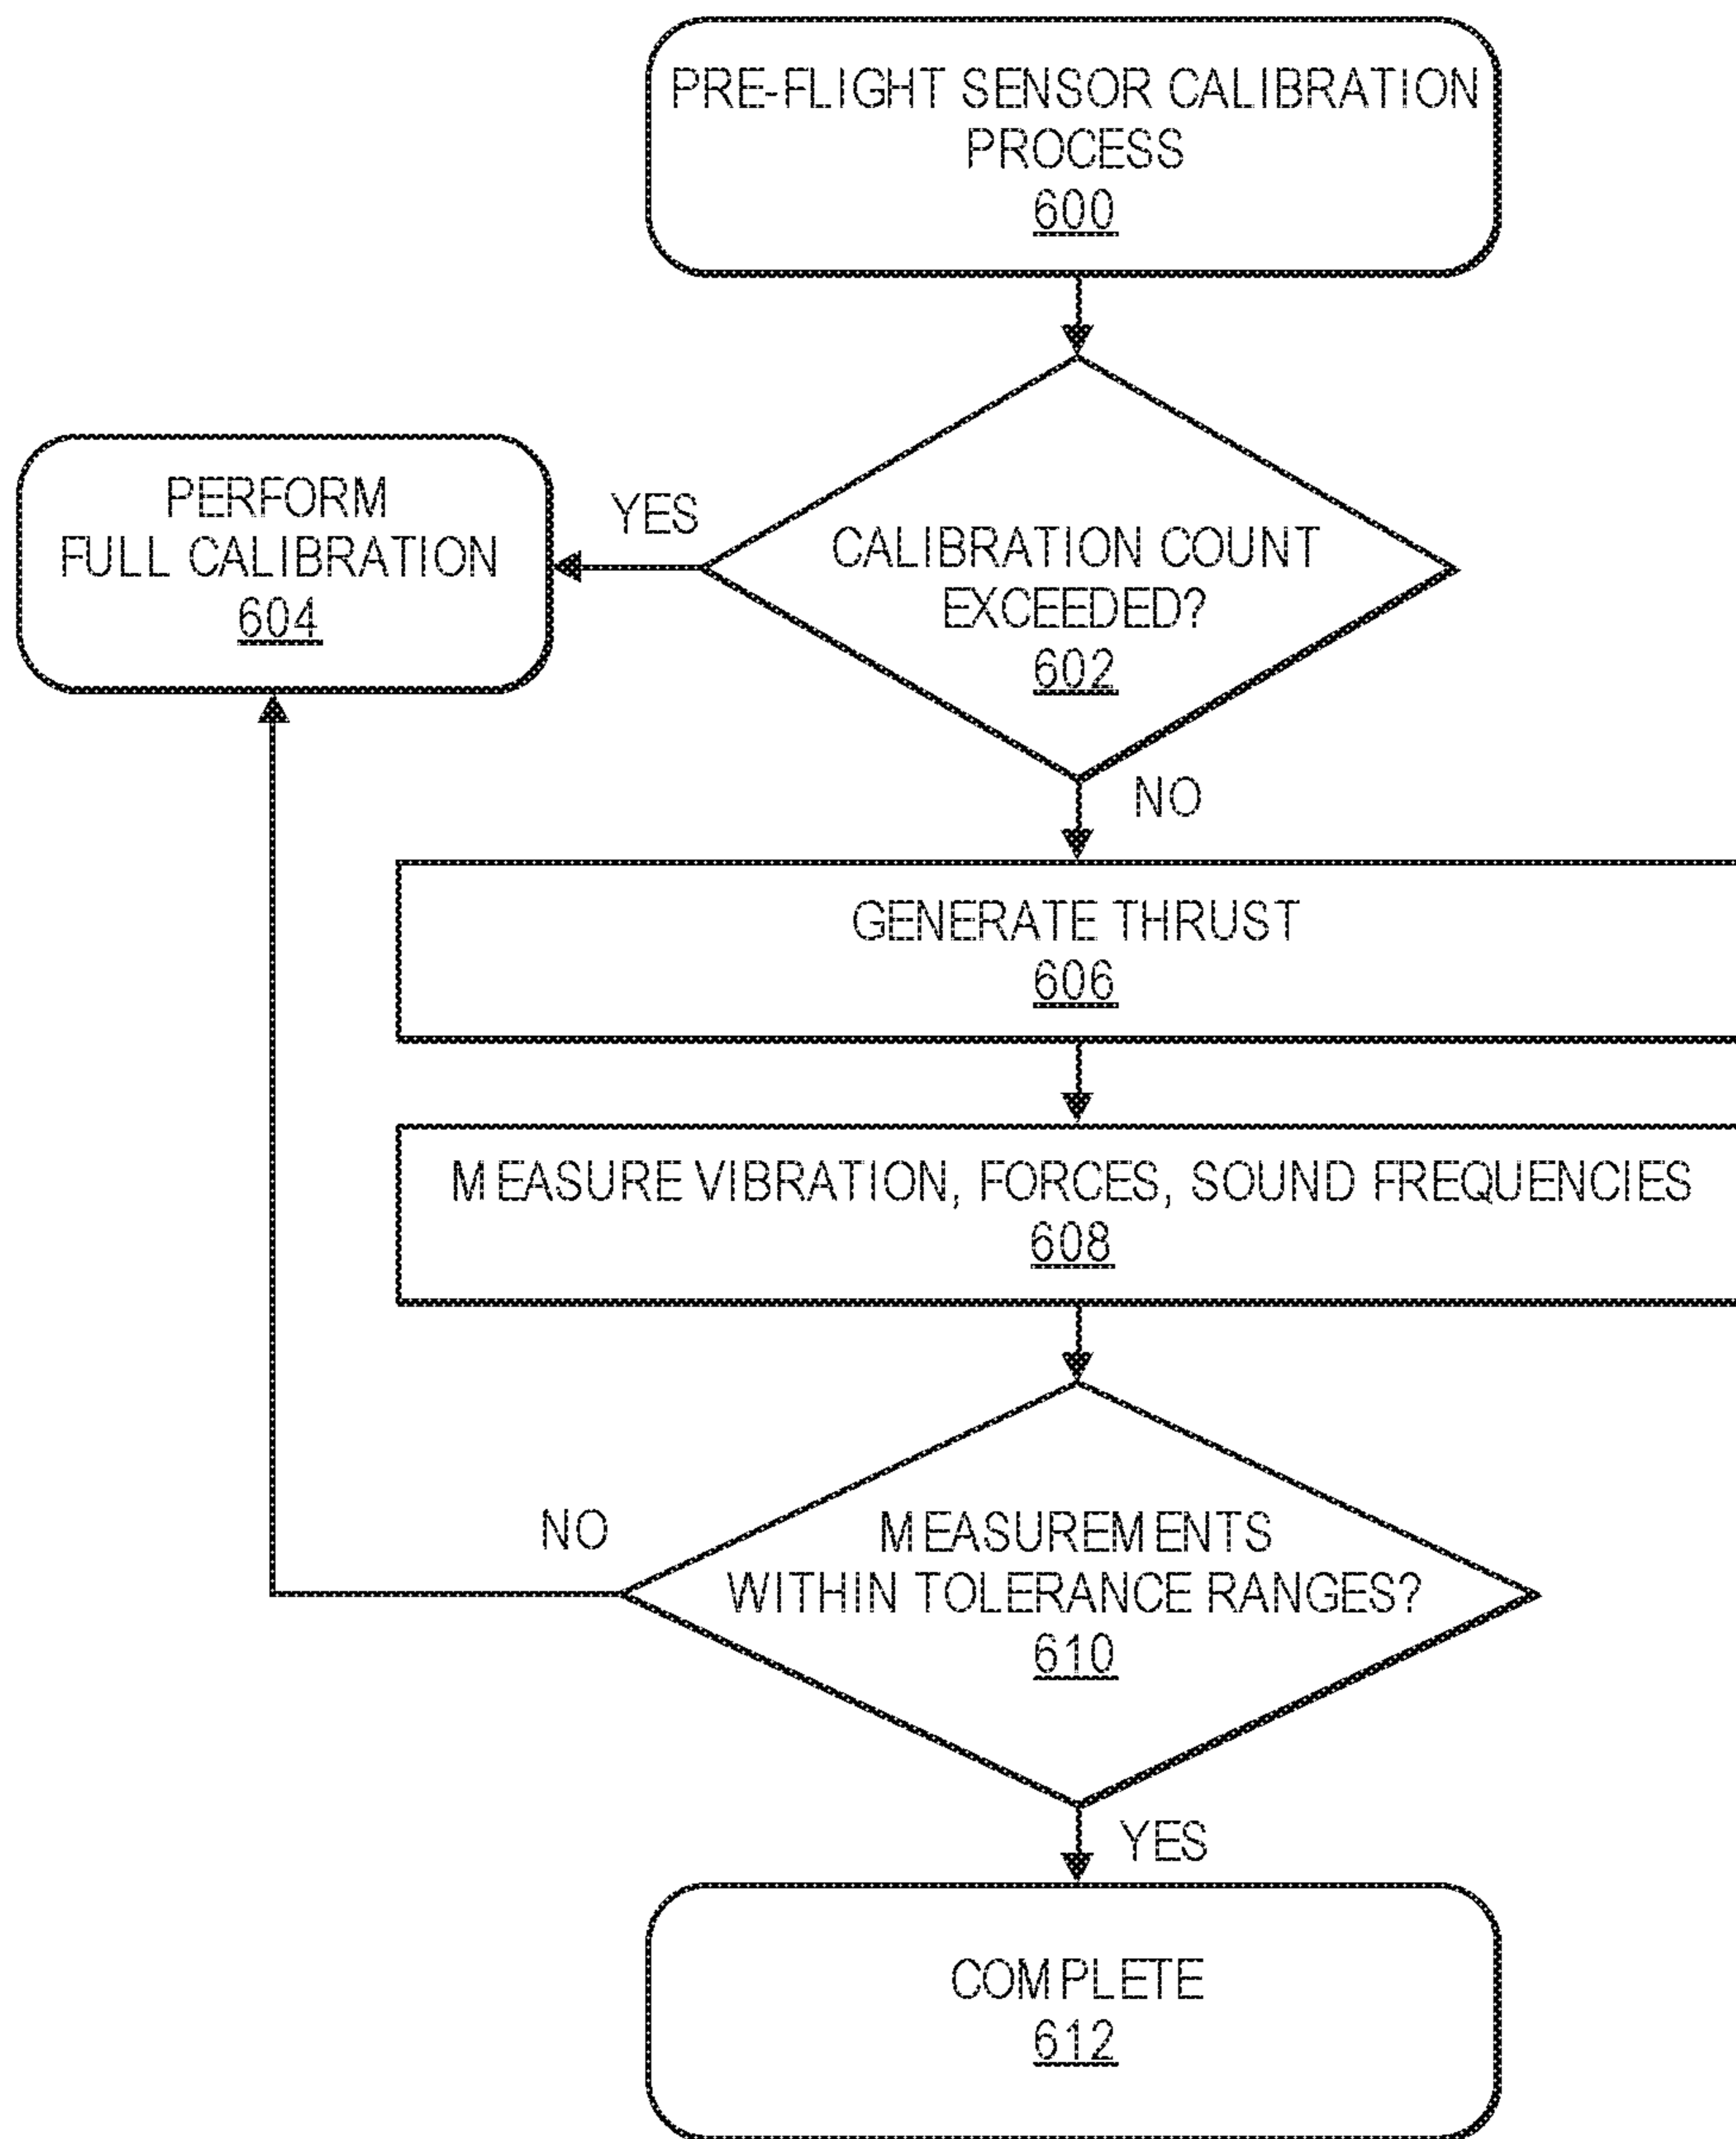 PRE-FLIGHT SENSOR CALIBRATION
PROCESS
600
PERFORM
FULL CALIBRATION
604
YES
CALIBRATION COUNT
EXCEEDED?
602
NO
GENERATE THRUST
606
MEASURE VIBRATION, FORCES, SOUND FREQUENCIES
608
NO
MEASUREMENTS
WITHIN TOLERANCE RANGES?
610
YES
COMPLETE
612